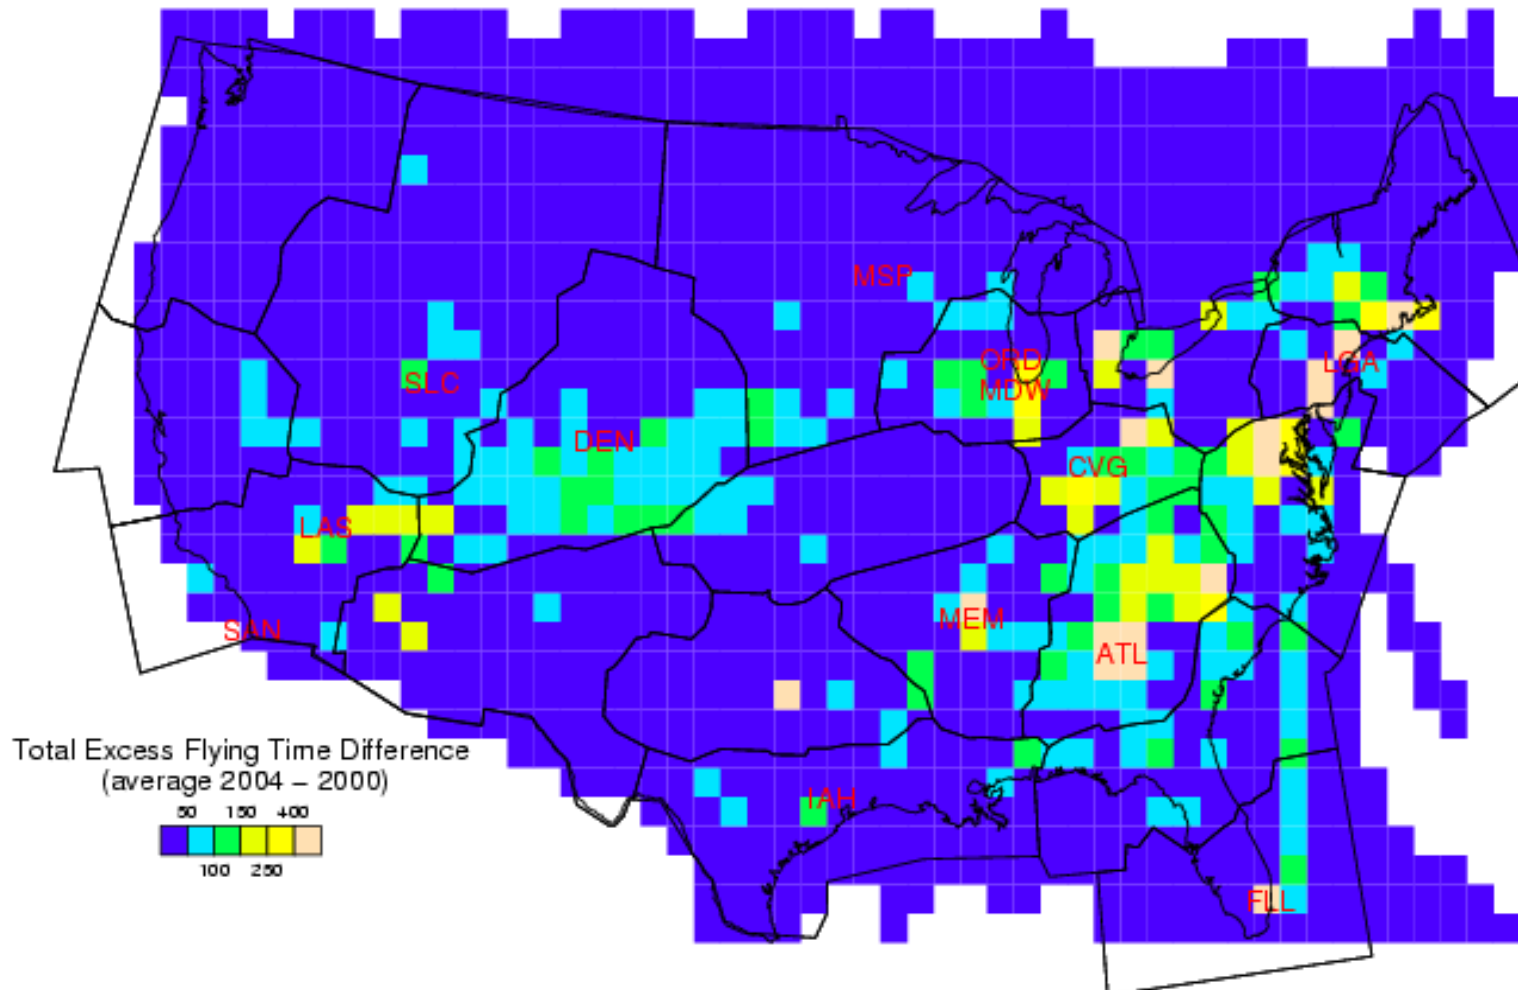 MSP
ORD
LGA
SLC
MDW
DEN
CVG
LAS
MEM
SAN
ATL
Total Excess Flying Time Difference
(average 2004 – 2000)
IAH
50 150 400
100 250
FLL